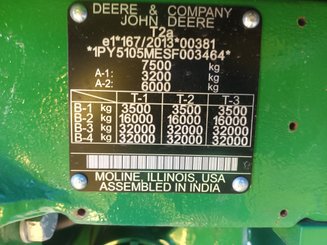 DEERE & COMPANY
JOHN DEERE
T2a
e1*167/2013*00381
*1PY5105MESF003464*
7500 kg
A-1: 3200 kg
A-2: 6000 kg
T-1 T-2 T-3
B-1 3500 3500 3500 kg
B-2 16000 16000 16000 kg
B-3 32000 32000 32000 kg
B-4 32000 32000 32000 kg
MOLINE, ILLINOIS, USA
ASSEMBLED IN INDIA